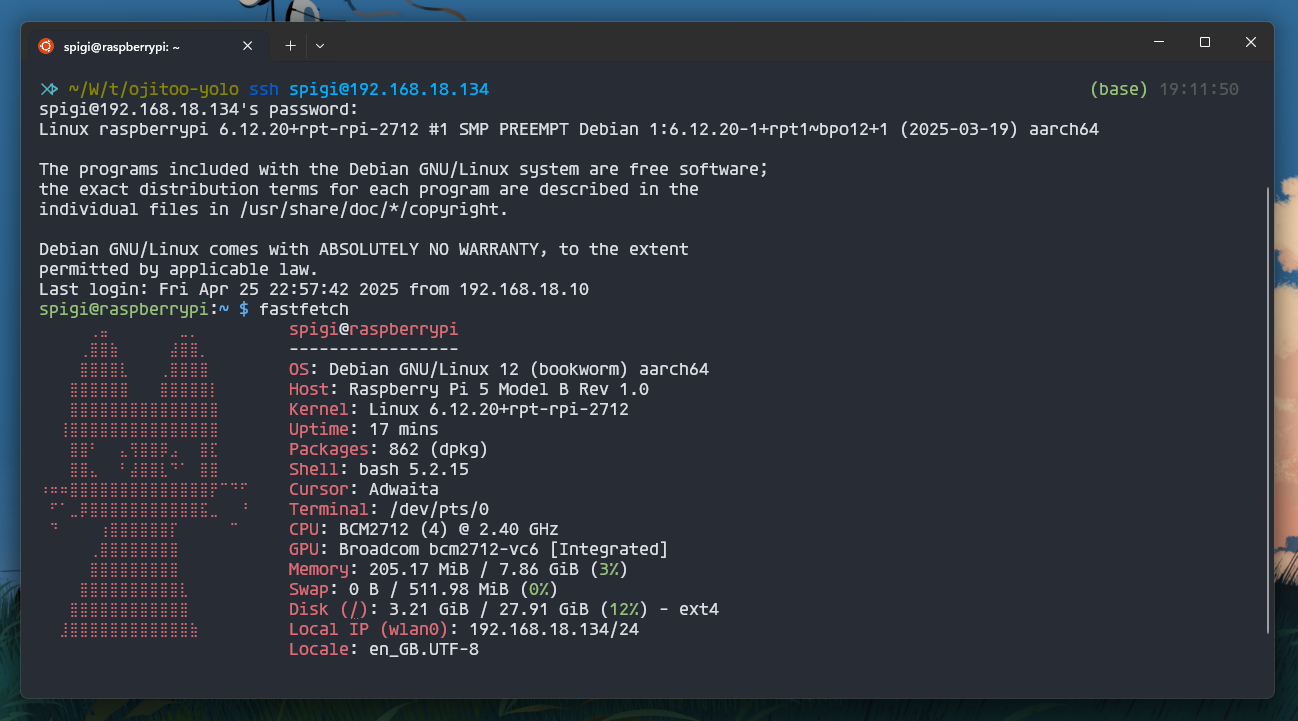 spigi@raspberrypi: ~
~/W/t/ojitoo-yolo ssh spigi@192.168.18.134 (base) 19:11:50
spigi@192.168.18.134's password:
Linux raspberrypi 6.12.20+rpt-rpi-2712 #1 SMP PREEMPT Debian 1:6.12.20-1+rpt1~bpo12+1 (2025-03-19) aarch64
The programs included with the Debian GNU/Linux system are free software;
the exact distribution terms for each program are described in the
individual files in /usr/share/doc/*/copyright.
Debian GNU/Linux comes with ABSOLUTELY NO WARRANTY, to the extent
permitted by applicable law.
Last login: Fri Apr 25 22:57:42 2025 from 192.168.18.10
spigi@raspberrypi:~ $ fastfetch
spigi@raspberrypi
-----------------
OS: Debian GNU/Linux 12 (bookworm) aarch64
Host: Raspberry Pi 5 Model B Rev 1.0
Kernel: Linux 6.12.20+rpt-rpi-2712
Uptime: 17 mins
Packages: 862 (dpkg)
Shell: bash 5.2.15
Cursor: Adwaita
Terminal: /dev/pts/0
CPU: BCM2712 (4) @ 2.40 GHz
GPU: Broadcom bcm2712-vc6 [Integrated]
Memory: 205.17 MiB / 7.86 GiB (3%)
Swap: 0 B / 511.98 MiB (0%)
Disk (/): 3.21 GiB / 27.91 GiB (12%) - ext4
Local IP (wlan0): 192.168.18.134/24
Locale: en_GB.UTF-8